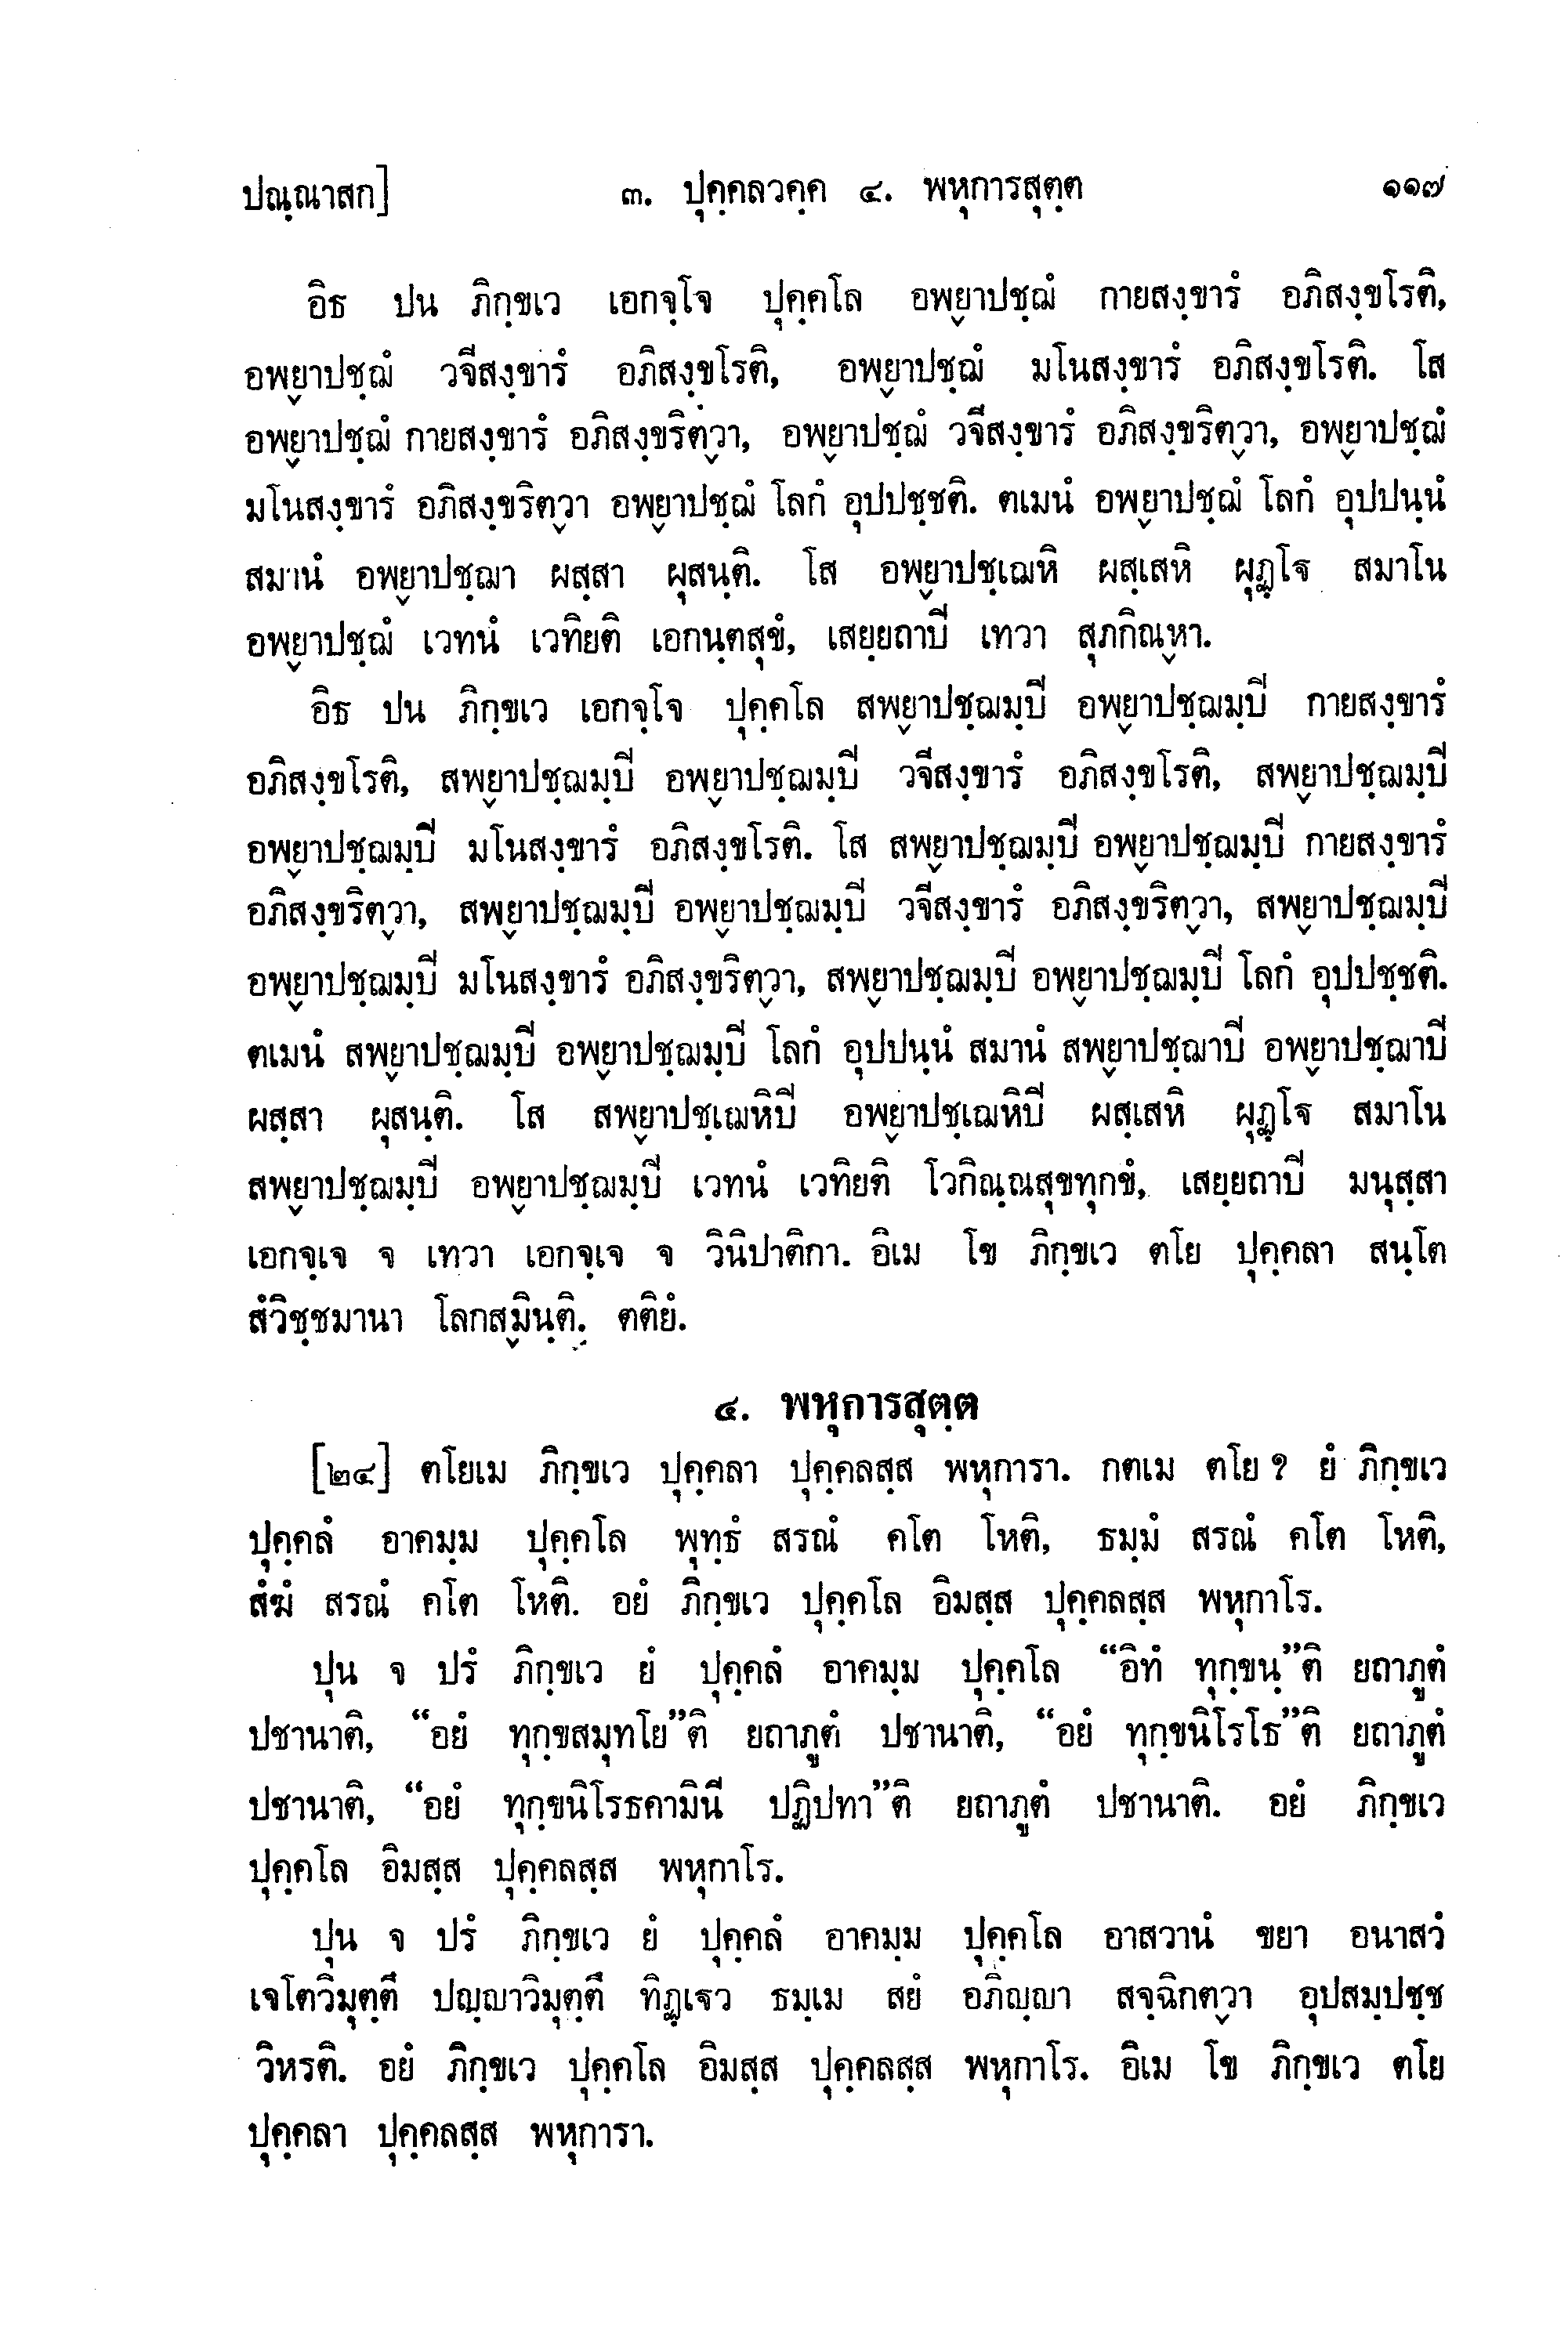 ปณฺณาสก] ๓. ปุคฺคลวคฺค ๔. พหุการสุตฺต ๑๑๗
อิธ ปน ภิกฺขเว เอกจฺโจ ปุคฺคโล อพฺยาปชฺฌํ กายสงฺขารํ อภิสงฺขโรติ,
อพฺยาปชฺฌํ วจีสงฺขารํ อภิสงฺขโรติ, อพฺยาปชฺฌํ มโนสงฺขารํ อภิสงฺขโรติ. โส
อพฺยาปชฺฌํ กายสงฺขารํ อภิสงฺขริตฺวา, อพฺยาปชฺฌํ วจีสงฺขารํ อภิสงฺขริตฺวา, อพฺยาปชฺฌํ
มโนสงฺขารํ อภิสงฺขริตฺวา อพฺยาปชฺฌํ โลกํ อุปปชฺชติ. ตเมนํ อพฺยาปชฺฌํ โลกํ อุปปนฺนํ
สมานํ อพฺยาปชฺฌา ผสฺสา ผุสนฺติ. โส อพฺยาปชฺเฌหิ ผสฺเสหิ ผุฏฺโฐ สมาโน
อพฺยาปชฺฌํ เวทนํ เวทิยติ เอกนฺตสุขํ, เสยฺยถาปี เทวา สุภกิณฺหา.
อิธ ปน ภิกฺขเว เอกจฺโจ ปุคฺคโล สพฺยาปชฺฌมฺปี อพฺยาปชฺฌมฺปี กายสงฺขารํ
อภิสงฺขโรติ, สพฺยาปชฺฌมฺปี อพฺยาปชฺฌมฺปี วจีสงฺขารํ อภิสงฺขโรติ, สพฺยาปชฺฌมฺปี
อพฺยาปชฺฌมฺปี มโนสงฺขารํ อภิสงฺขโรติ. โส สพฺยาปชฺฌมฺปี อพฺยาปชฺฌมฺปี กายสงฺขารํ
อภิสงฺขริตฺวา, สพฺยาปชฺฌมฺปี อพฺยาปชฺฌมฺปี วจีสงฺขารํ อภิสงฺขริตฺวา, สพฺยาปชฺฌมฺปี
อพฺยาปชฺฌมฺปี มโนสงฺขารํ อภิสงฺขริตฺวา, สพฺยาปชฺฌมฺปี อพฺยาปชฺฌมฺปี โลกํ อุปปชฺชติ.
ตเมนํ สพฺยาปชฺฌมฺปี อพฺยาปชฺฌมฺปี โลกํ อุปปนฺนํ สมานํ สพฺยาปชฺฌาปี อพฺยาปชฺฌาปี
ผสฺสา ผุสนฺติ. โส สพฺยาปชฺเฌหิปี อพฺยาปชฺเฌหิปี ผสฺเสหิ ผุฏฺโฐ สมาโน
สพฺยาปชฺฌมฺปี อพฺยาปชฺฌมฺปี เวทนํ เวทิยติ โวกิณฺณสุขทุกขํ, เสยฺยถาปี มนุสฺสา
เอกจฺเจ จ เทวา เอกจฺเจ จ วินิปาติกา. อิเม โข ภิกฺขเว ตโย ปุคฺคลา สนฺโต
สํวิชฺชมานา โลกสฺมินฺติ. ตติยํ.
๔. พหุการสุตฺต
[๒๔] ตโยเม ภิกฺขเว ปุคฺคลา ปุคฺคลสฺส พหุการา. กตเม ตโย ? ยํ ภิกฺขเว
ปุคฺคลํ อาคมฺม ปุคฺคโล พุทฺธํ สรณํ คโต โหติ, ธมฺมํ สรณํ คโต โหติ,
สํฆํ สรณํ คโต โหติ. อยํ ภิกฺขเว ปุคฺคโล อิมสฺส ปุคฺคลสฺส พหุกาโร.
ปุน จ ปรํ ภิกฺขเว ยํ ปุคฺคลํ อาคมฺม ปุคฺคโล “อิทํ ทุกฺขนฺ”ติ ยถาภูตํ
ปชานาติ, “อยํ ทุกฺขสมุทโย”ติ ยถาภูตํ ปชานาติ, “อยํ ทุกฺขนิโรโธ”ติ ยถาภูตํ
ปชานาติ, “อยํ ทุกฺขนิโรธคามินี ปฏิปทา”ติ ยถาภูตํ ปชานาติ. อยํ ภิกฺขเว
ปุคฺคโล อิมสฺส ปุคฺคลสฺส พหุกาโร.
ปุน จ ปรํ ภิกฺขเว ยํ ปุคฺคลํ อาคมฺม ปุคฺคโล อาสวานํ ขยา อนาสวํ
เจโตวิมุตฺตึ ปญฺญาวิมุตฺตึ ทิฏฺเฐว ธมฺเม สยํ อภิญฺญา สจฺฉิกตฺวา อุปสมฺปชฺช
วิหรติ. อยํ ภิกฺขเว ปุคฺคโล อิมสฺส ปุคฺคลสฺส พหุกาโร. อิเม โข ภิกฺขเว ตโย
ปุคฺคลา ปุคฺคลสฺส พหุการา.